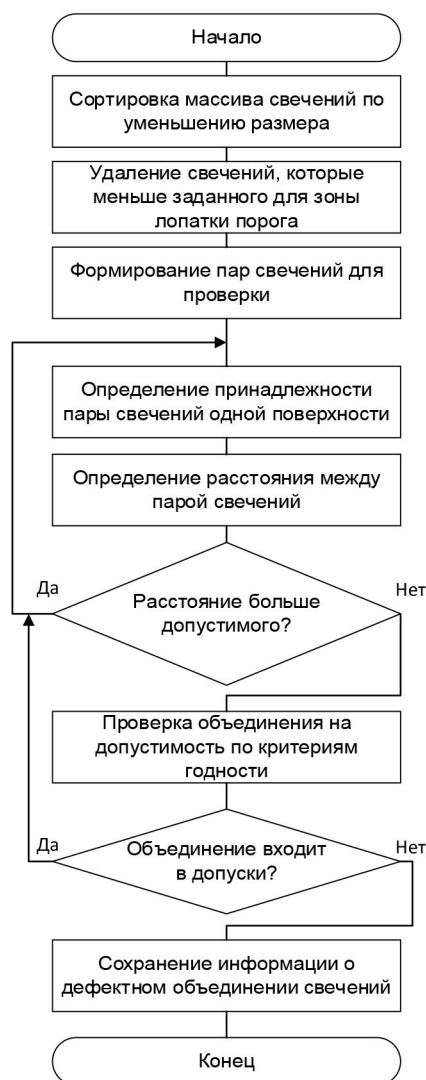 Начало
Сортировка массива свечений по
уменьшению размера
Удаление свечений, которые
меньше заданного для зоны
лопатки порога
Формирование пар свечений для
проверки
Определение принадлежности
пары свечений одной поверхности
Определение расстояния между
парой свечений
Да
Нет
Расстояние больше
допустимого?
Проверка объединения на
допустимость по критериям
годности
Да
Нет
Объединение входит
в допуски?
Сохранение информации о
дефектном объединении свечений
Конец